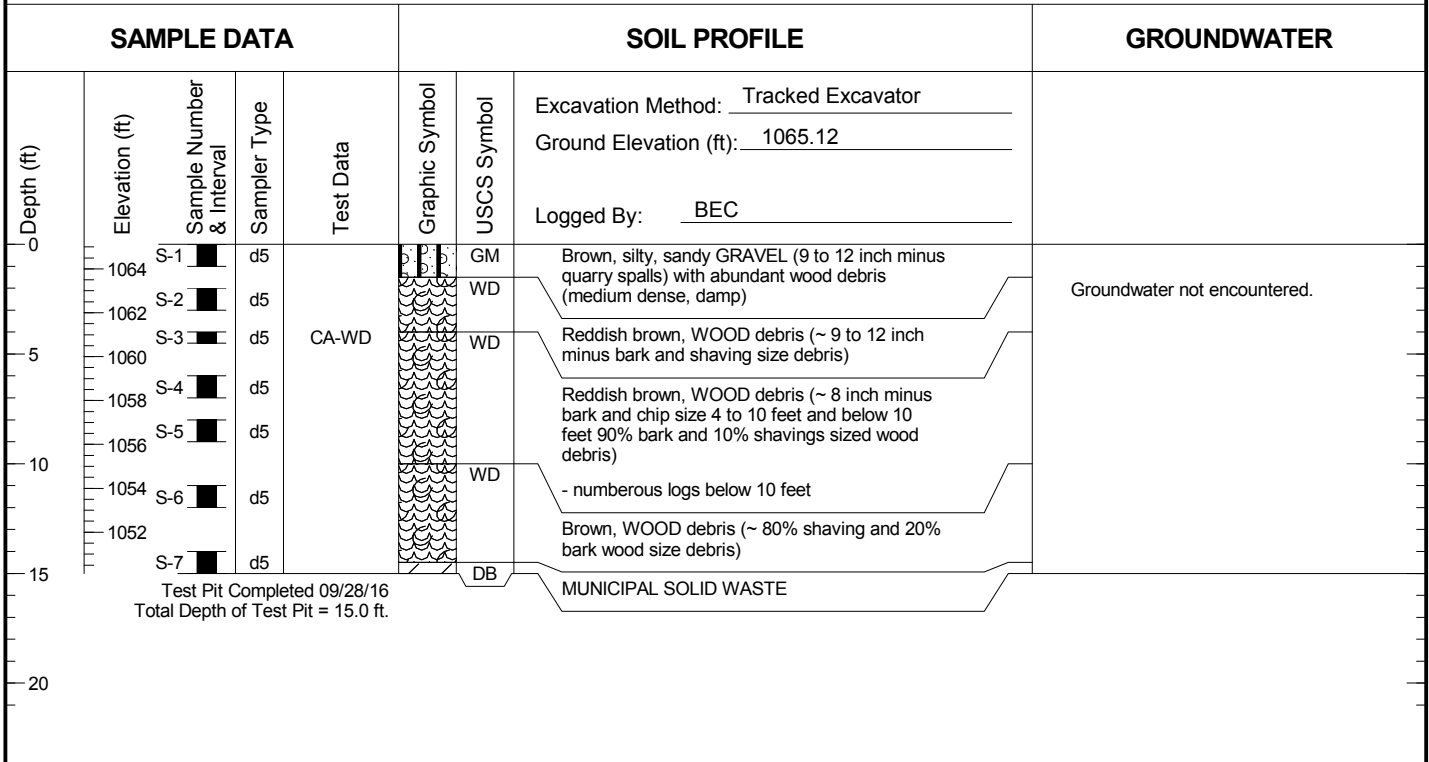 SAMPLE DATA
SOIL PROFILE
GROUNDWATER
Depth (ft)
Elevation (ft)
Sample Number
& Interval
Sampler Type
Test Data
Graphic Symbol
USCS Symbol
Excavation Method: Tracked Excavator
Ground Elevation (ft): 1065.12
Logged By: BEC
0
5
10
15
20
1064
1062
1060
1058
1056
1054
1052
S-1
S-2
S-3
S-4
S-5
S-6
S-7
d5
d5
d5
d5
d5
d5
d5
CA-WD
GM
WD
WD
WD
DB
Brown, silty, sandy GRAVEL (9 to 12 inch minus
quarry spalls) with abundant wood debris
(medium dense, damp)
Reddish brown, WOOD debris (~ 9 to 12 inch
minus bark and shaving size debris)
Reddish brown, WOOD debris (~ 8 inch minus
bark and chip size 4 to 10 feet and below 10
feet 90% bark and 10% shavings sized wood
debris)
- numberous logs below 10 feet
Brown, WOOD debris (~ 80% shaving and 20%
bark wood size debris)
MUNICIPAL SOLID WASTE
Groundwater not encountered.
Test Pit Completed 09/28/16
Total Depth of Test Pit = 15.0 ft.